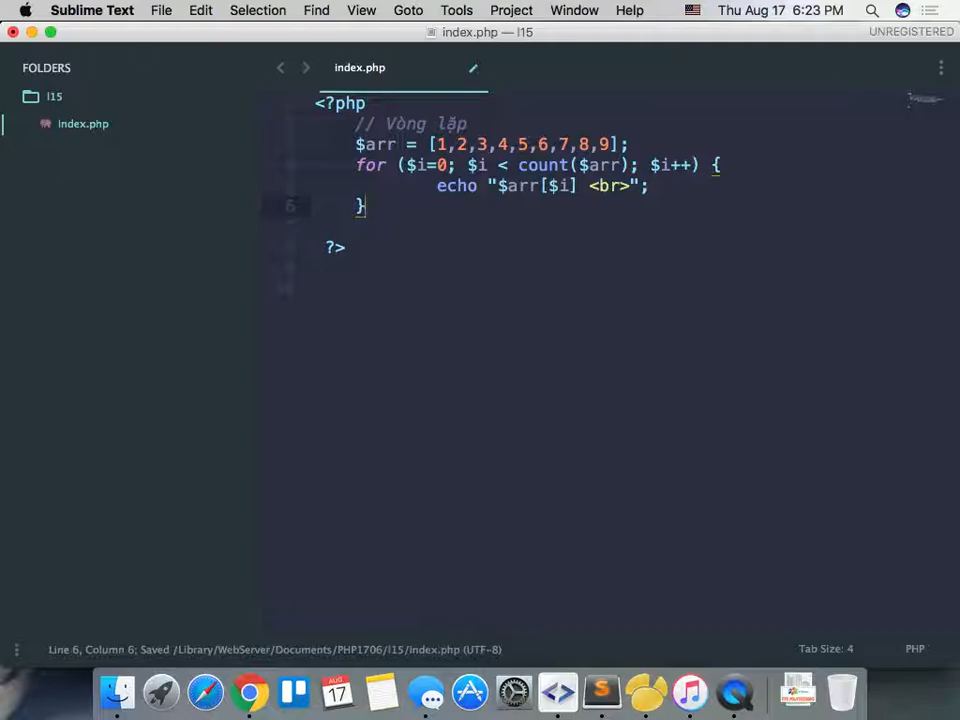 Sublime Text File Edit Selection Find View Goto Tools Project Window Help Thu Aug 17 6:23 PM
index.php — l15 UNREGISTERED
FOLDERS
l15
index.php
index.php
<?php
// Vòng lặp
$arr = [1,2,3,4,5,6,7,8,9];
for ($i=0; $i < count($arr); $i++) {
echo "$arr[$i] <br>";
6 }
?>
Line 6, Column 6; Saved /Library/WebServer/Documents/PHP1706/l15/index.php (UTF-8) Tab Size: 4 PHP
AUG
17